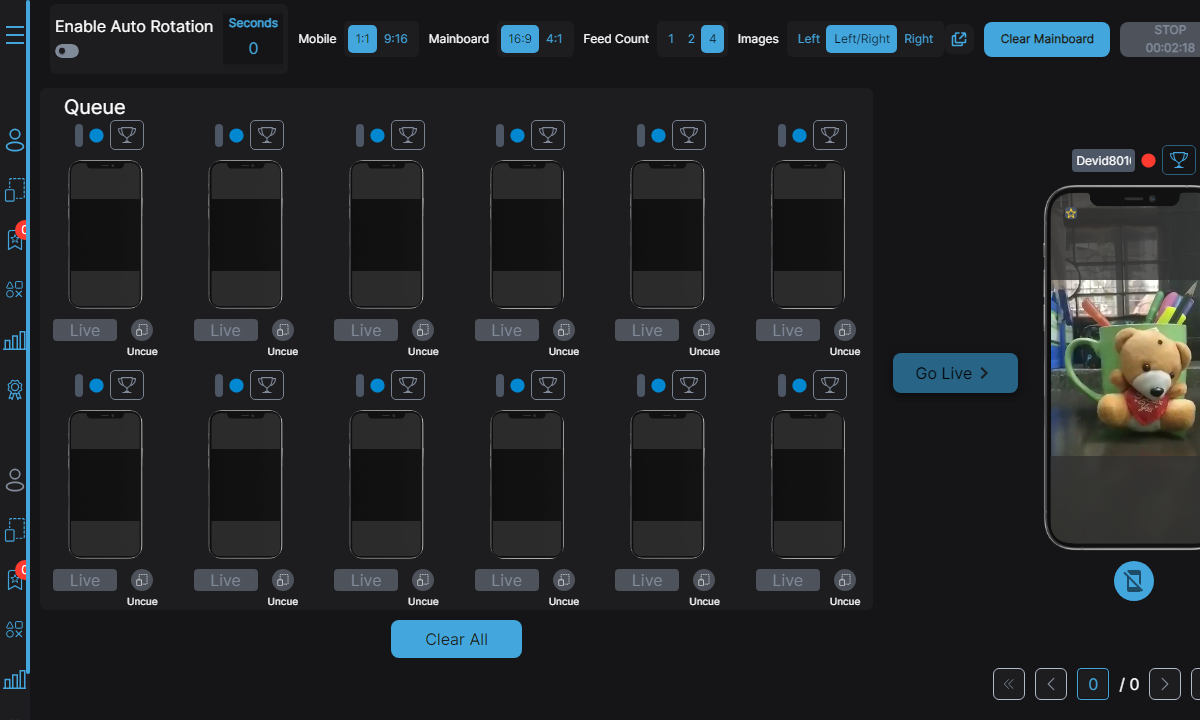 Enable Auto Rotation
Seconds
0
Mobile 1:1 9:16 Mainboard 16:9 4:1 Feed Count 1 2 4 Images Left Left/Right Right
Clear Mainboard
STOP
00:02:18
Queue
Devid801
Live Live Live Live Live Live
Uncue Uncue Uncue Uncue Uncue Uncue
Go Live
Live Live Live Live Live Live
Uncue Uncue Uncue Uncue Uncue Uncue
Clear All
0 / 0